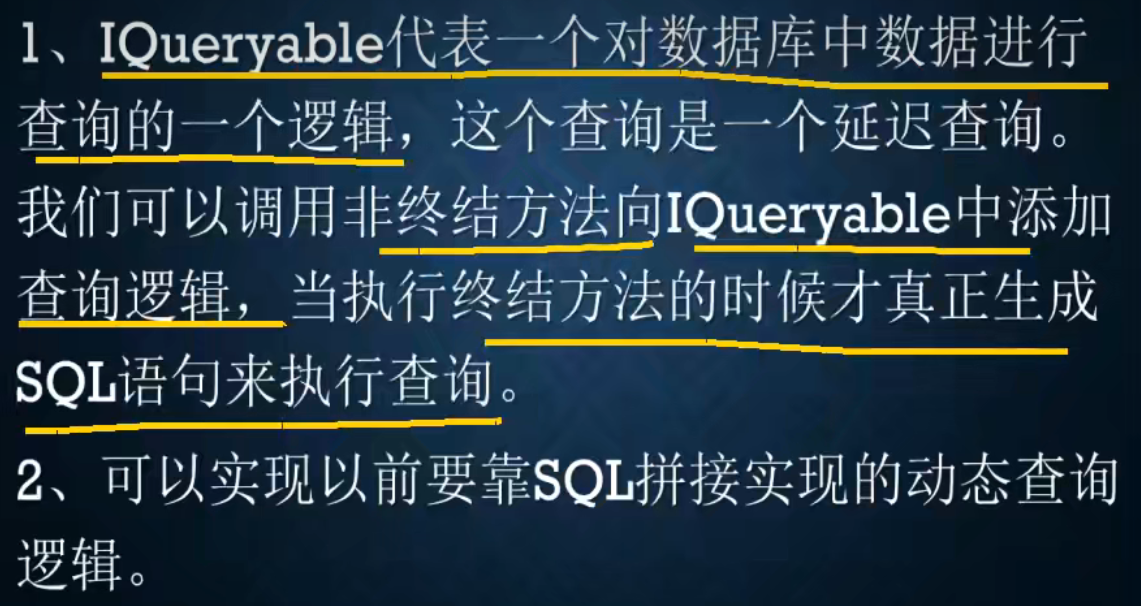 1、IQueryable代表一个对数据库中数据进行
查询的一个逻辑，这个查询是一个延迟查询。
我们可以调用非终结方法向IQueryable中添加
查询逻辑，当执行终结方法的时候才真正生成
SQL语句来执行查询。
2、可以实现以前要靠SQL拼接实现的动态查询
逻辑。